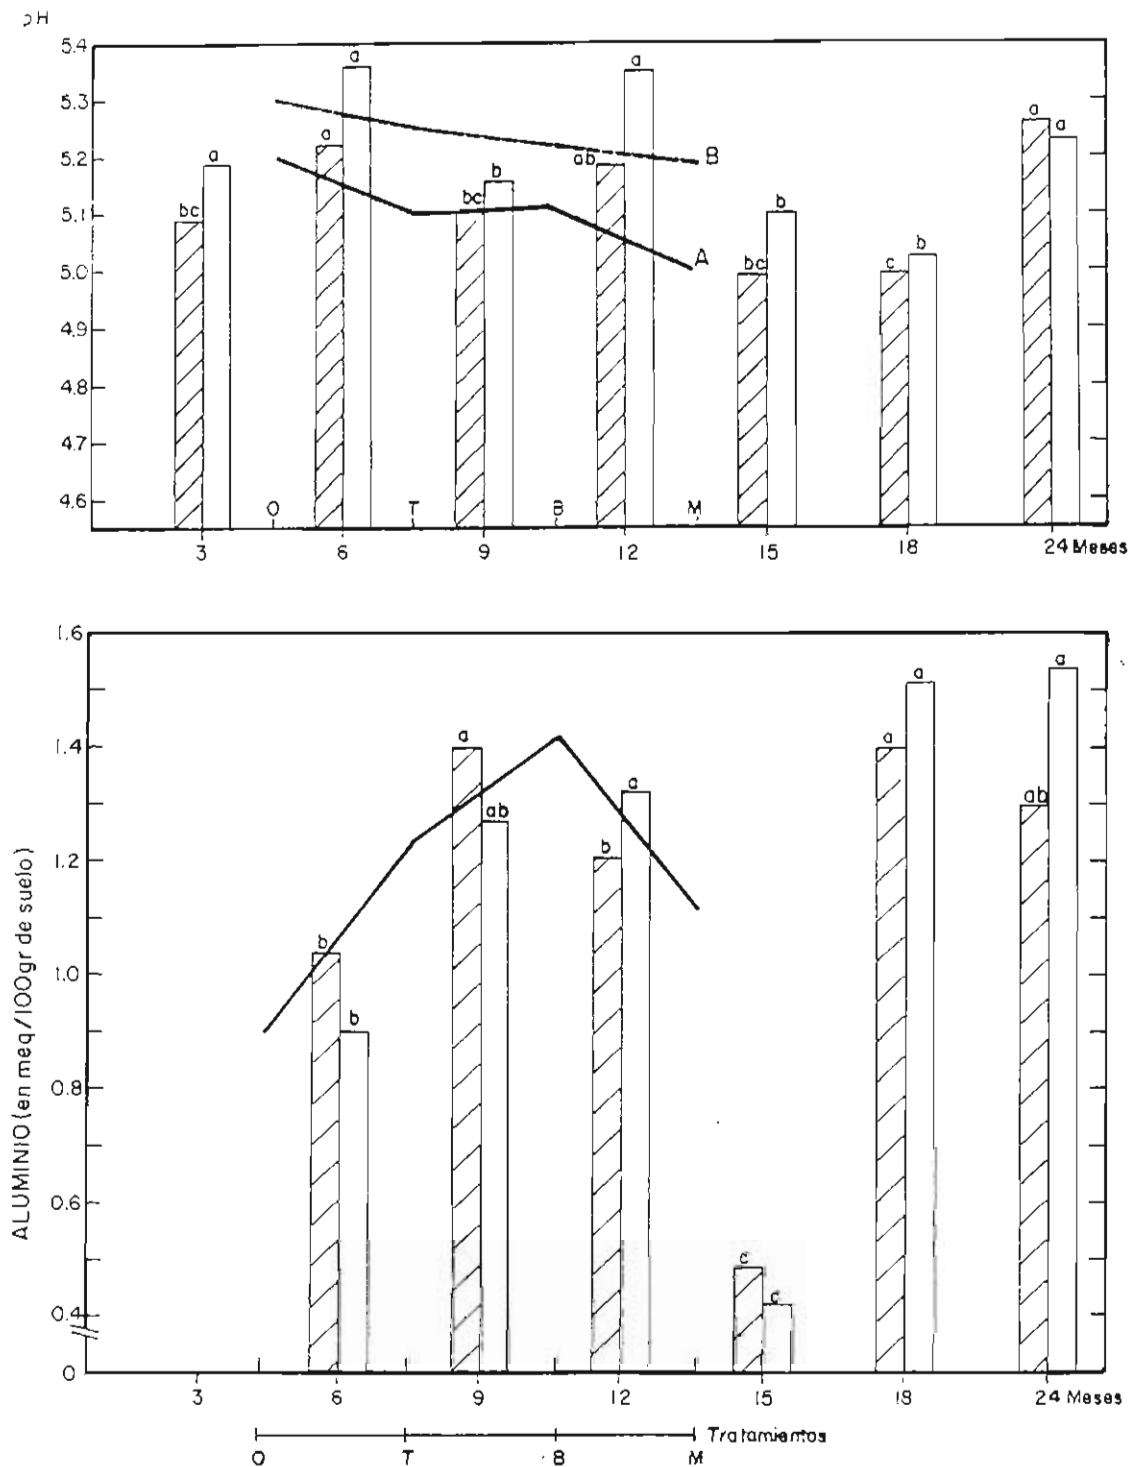 pH
5.4
a
a
5.3
a
a
B
5.2
a
a
ab
b
bc
bc
b
5.1
A
b
bc
c
5.0
4.9
4.8
4.7
4.6
O T B M
3 6 9 12 15 18 24 Meses
1.6
a
a
a
a
1.4
a
ab
ab
1.2
b
b
1.0
b
0.8
0.6
c
c
0.4
0
ALUMINIO (en meq/100gr de suelo)
3 6 9 12 15 18 24 Meses
Tratamientos
O T B M